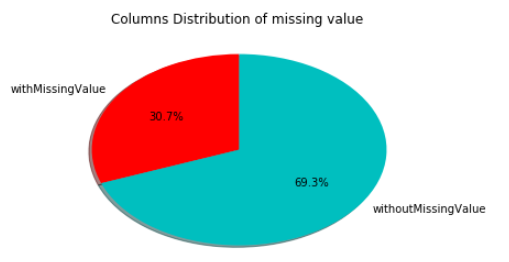 Columns Distribution of missing value
withMissingValue
30.7%
69.3%
withoutMissingValue